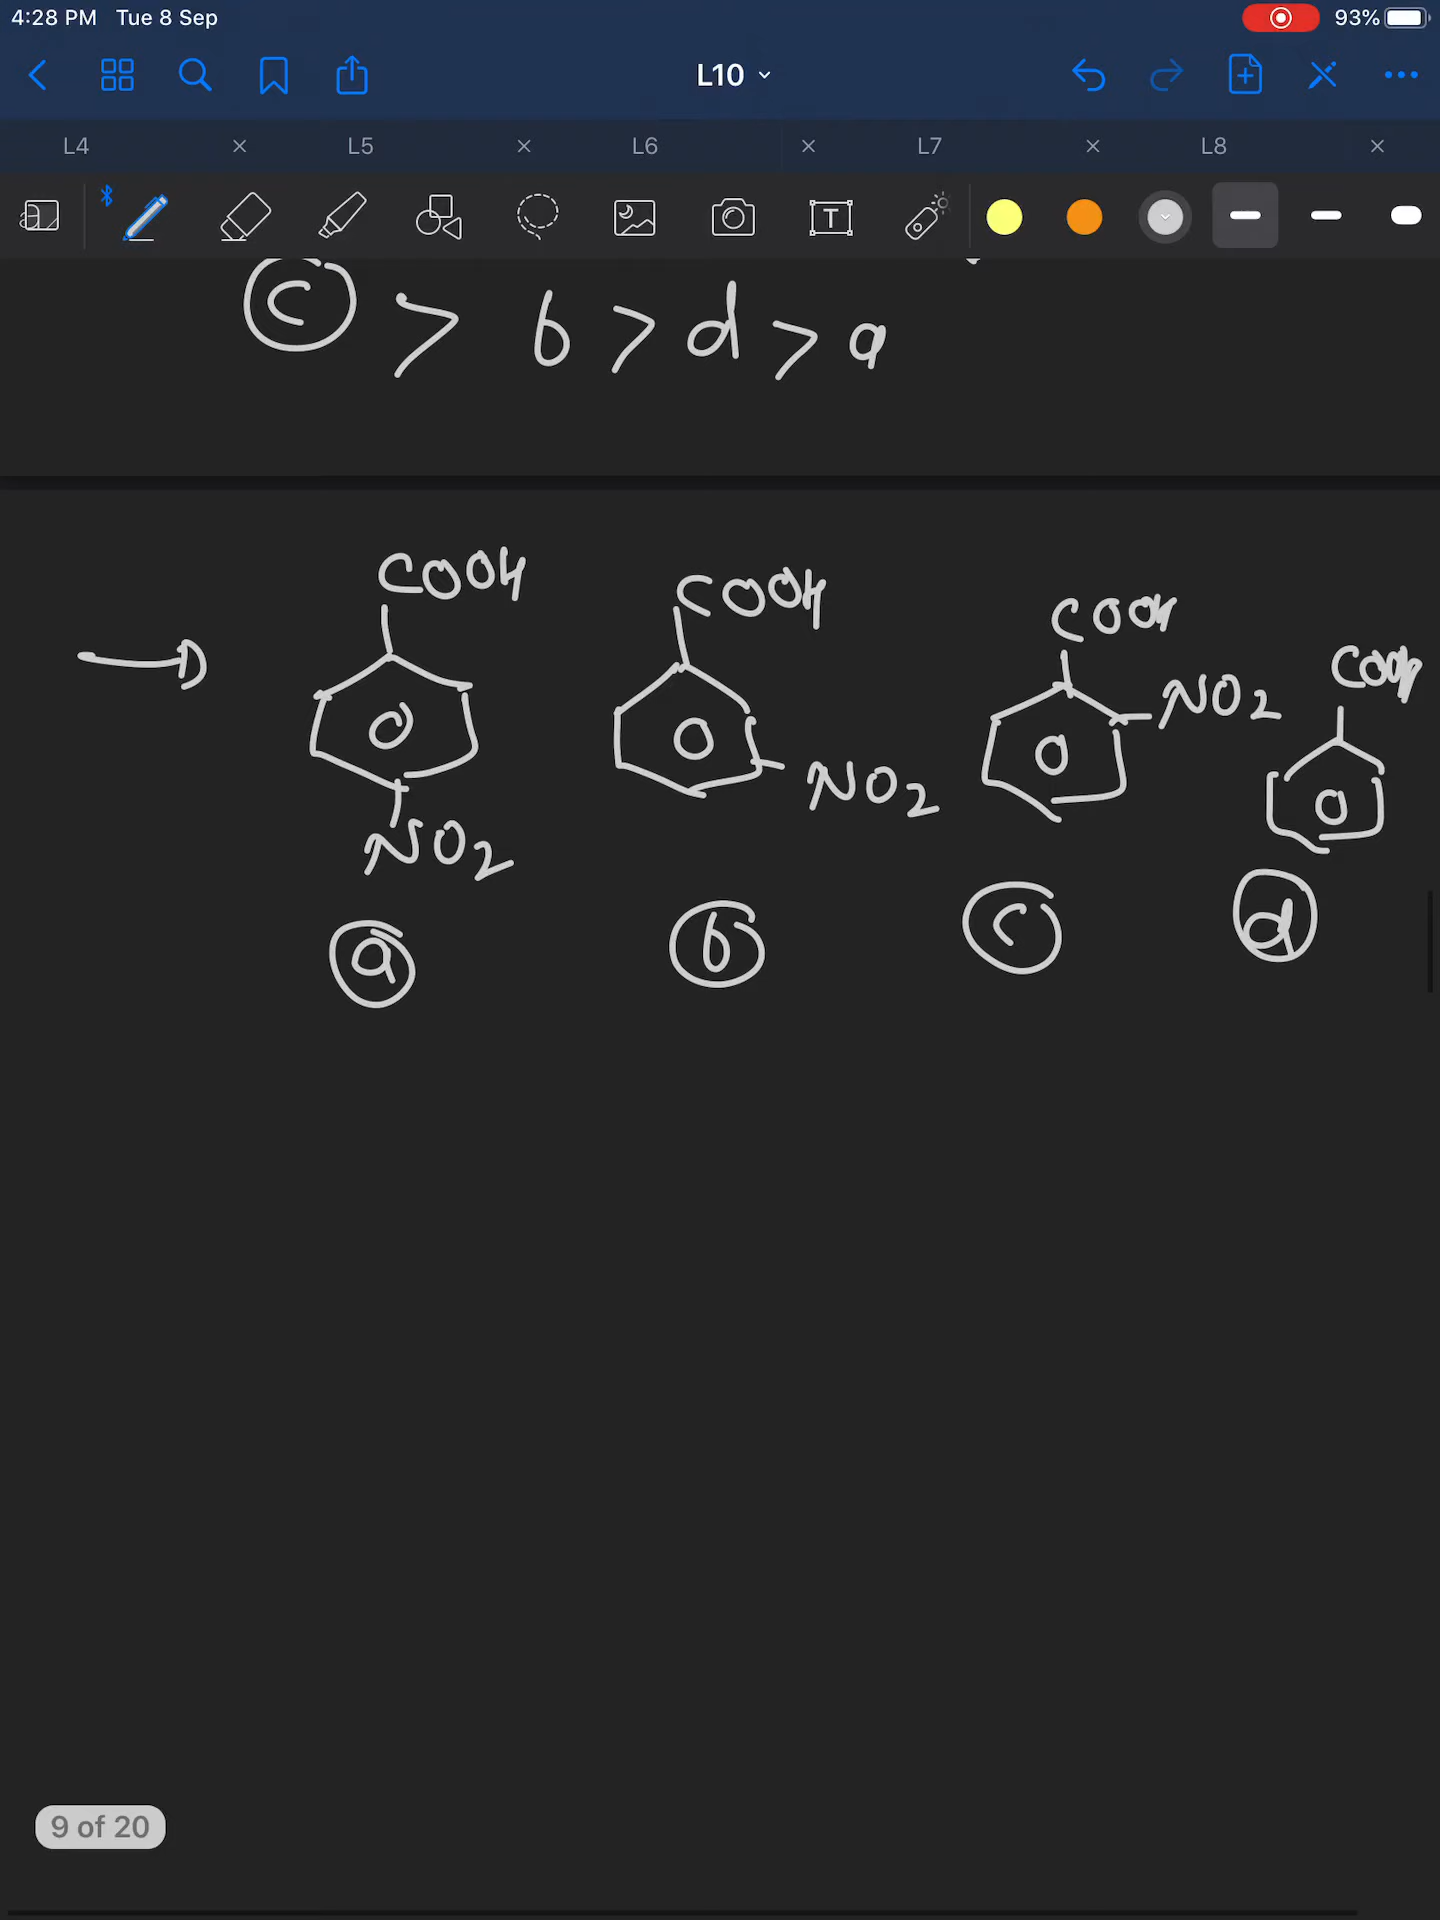 4:28 PM Tue 8 Sep 93%
L10
L4 × L5 × L6 × L7 × L8 ×
a T
c > b > d > a
COOH COOH COOH COOH
NO2 NO2 NO2
a b c d
9 of 20